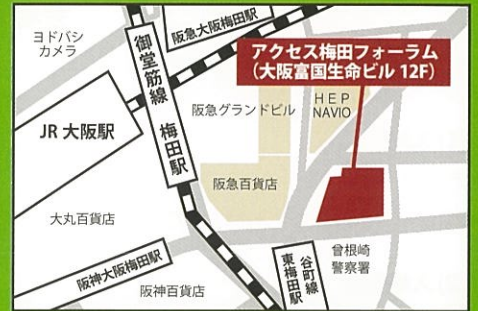 ヨドバシ
カメラ
御堂筋線 梅田駅
阪急大阪梅田駅
アクセス梅田フォーラム
（大阪富国生命ビル 12F）
阪急グランドビル
HEP
NAVIO
JR 大阪駅
阪急百貨店
大丸百貨店
阪神大阪梅田駅
阪神百貨店
谷町線
東梅田駅
曾根崎
警察署